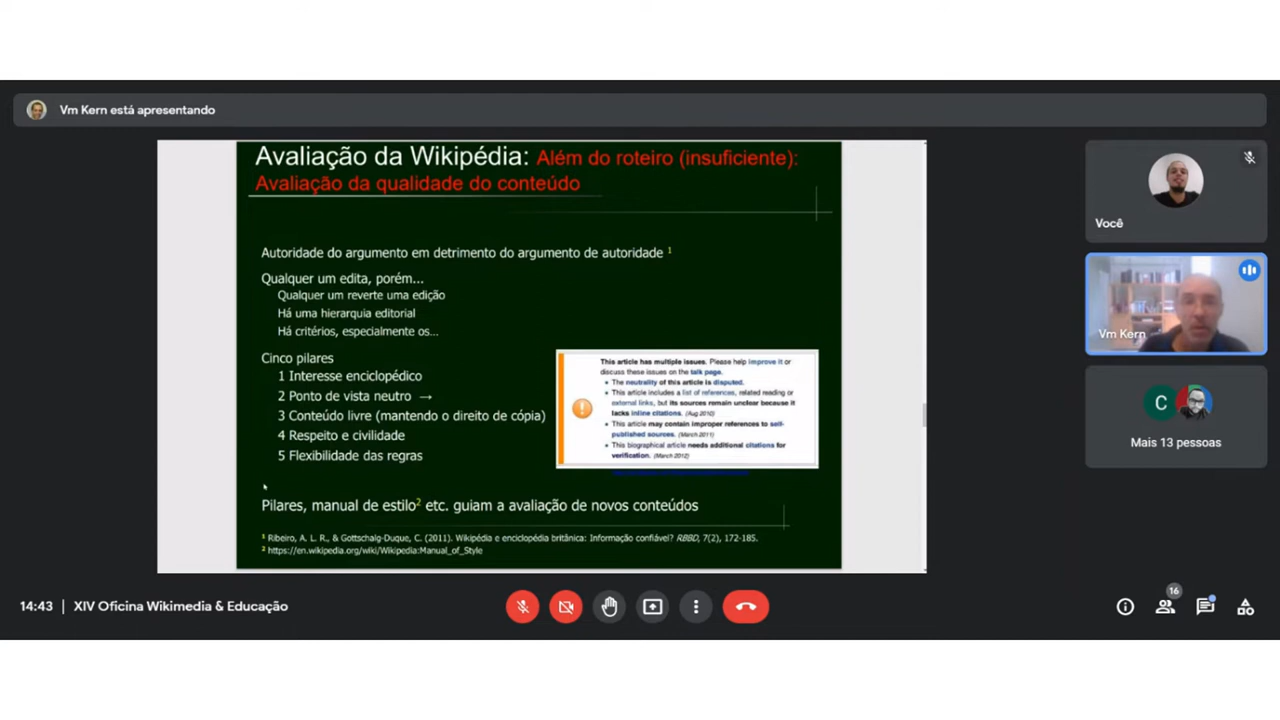 Vm Kern está apresentando
Avaliação da Wikipédia: Além do roteiro (insuficiente):
Avaliação da qualidade do conteúdo
Autoridade do argumento em detrimento do argumento de autoridade 1
Qualquer um edita, porém...
Qualquer um reverte uma edição
Há uma hierarquia editorial
Há critérios, especialmente os...
Cinco pilares
1 Interesse enciclopédico
2 Ponto de vista neutro →
3 Conteúdo livre (mantendo o direito de cópia)
4 Respeito e civilidade
5 Flexibilidade das regras
This article has multiple issues. Please help improve it or
discuss these issues on the talk page.
• The neutrality of this article is disputed.
• This article includes a list of references, related reading or
external links, but its sources remain unclear because it
lacks inline citations. (Aug 2010)
• This article may contain improper references to self-
published sources. (March 2011)
• This biographical article needs additional citations for
verification. (March 2012)
Pilares, manual de estilo2 etc. guiam a avaliação de novos conteúdos
1 Ribeiro, A. L. R., & Gottschalg-Duque, C. (2011). Wikipédia e enciclopédia britânica: Informação confiável? RBBD, 7(2), 172-185.
2 https://en.wikipedia.org/wiki/Wikipedia:Manual_of_Style
Você
Vm Kern
C
Mais 13 pessoas
14:43 | XIV Oficina Wikimedia & Educação
16